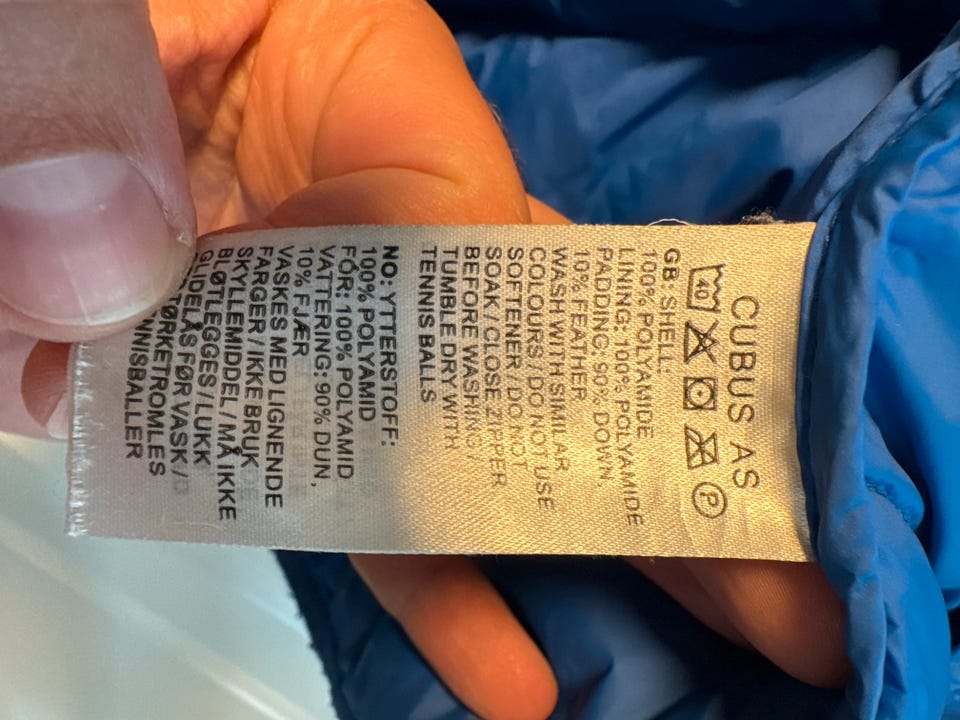 CUBUS AS
40 P
GB: SHELL:
100% POLYAMIDE
LINING: 100% POLYAMIDE
PADDING: 90% DOWN
10% FEATHER
WASH WITH SIMILAR
COLOURS / DO NOT USE
SOFTENER / DO NOT
SOAK / CLOSE ZIPPER
BEFORE WASHING /
TUMBLE DRY WITH
TENNIS BALLS
NO: YTTERSTOFF:
100% POLYAMID
FÔR: 100% POLYAMID
VATTERING: 90% DUN,
10% FJÆR
VASKES MED LIGNENDE
FARGER / IKKE BRUK
SKYLLEMIDDEL / MÅ IKKE
BLØTLEGGES / LUKK
GLIDELÅS FØR VASK /
TØRKETROMLES
NNISBALLER